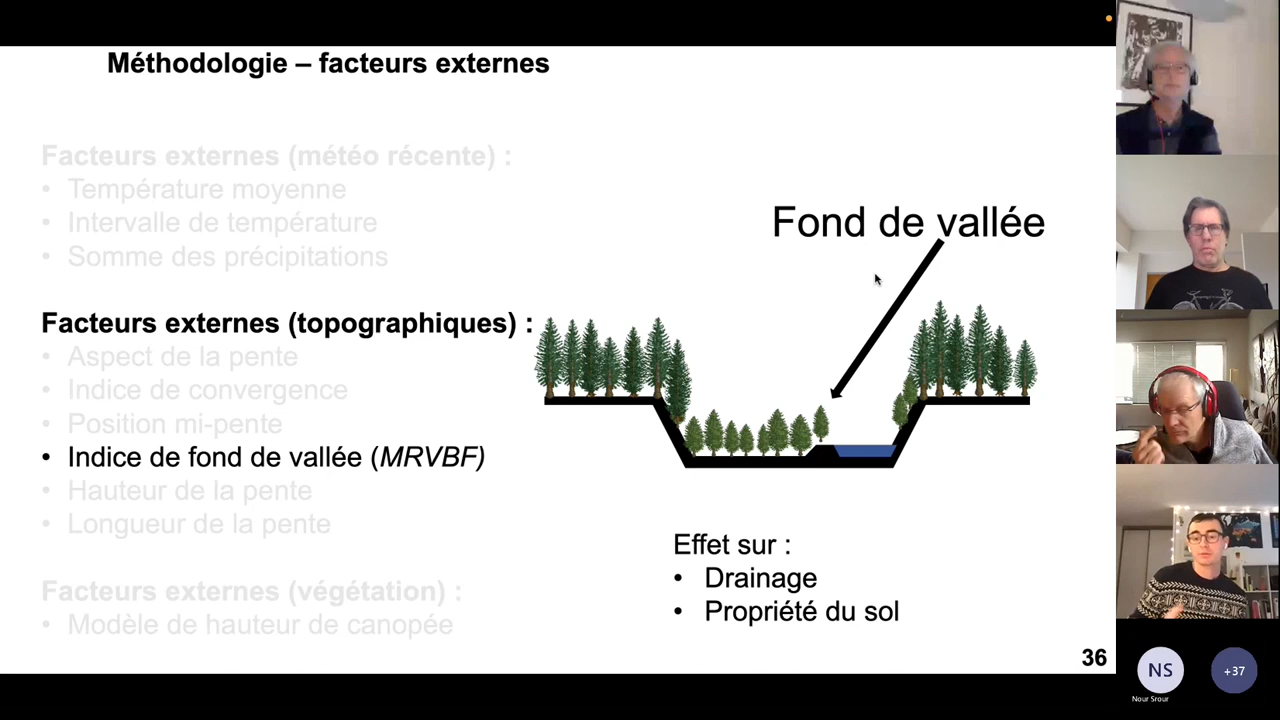 Méthodologie – facteurs externes
Facteurs externes (météo récente) :
• Température moyenne
• Intervalle de température
• Somme des précipitations
Fond de vallée
Facteurs externes (topographiques) :
• Aspect de la pente
• Indice de convergence
• Position mi-pente
• Indice de fond de vallée (MRVBF)
• Hauteur de la pente
• Longueur de la pente
Effet sur :
• Drainage
• Propriété du sol
Facteurs externes (végétation) :
• Modèle de hauteur de canopée
36
NS
Nour Srour
+37